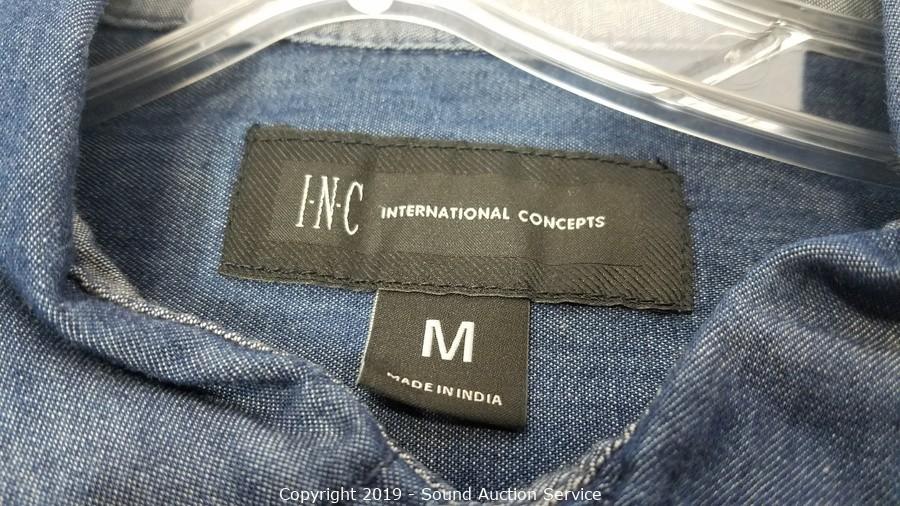 I·N·C INTERNATIONAL CONCEPTS
M
MADE IN INDIA
Copyright 2019 - Sound Auction Service